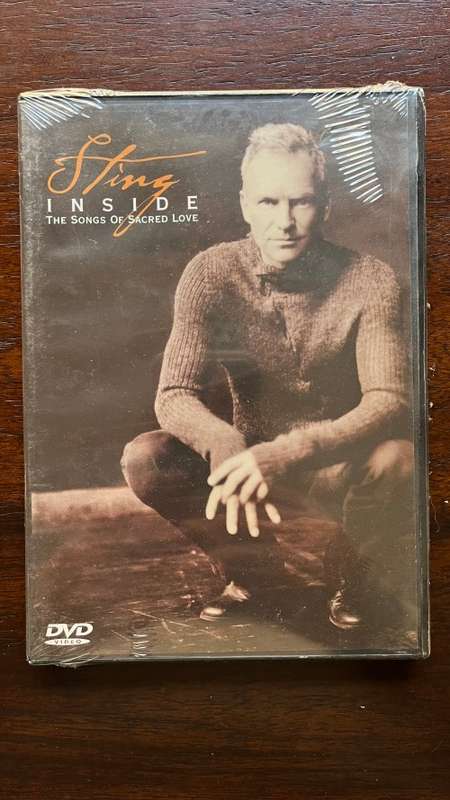 Sting
INSIDE
THE SONGS OF SACRED LOVE
DVD
VIDEO